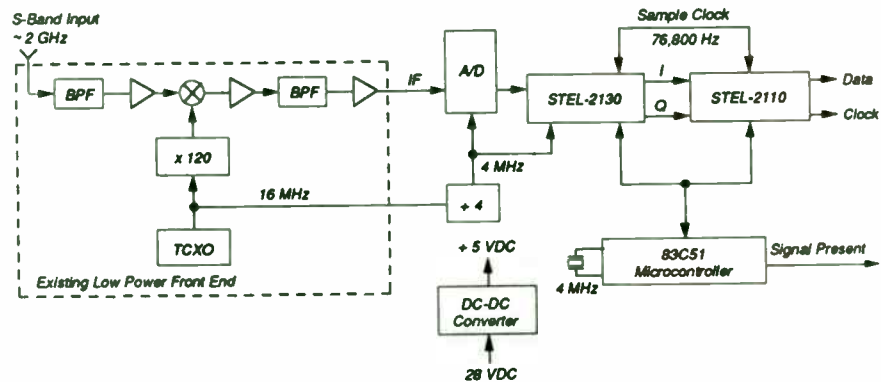 S-Band Input
~ 2 GHz
Sample Clock
76,800 Hz
BPF
BPF
IF
A/D
STEL-2130
I
Q
STEL-2110
Data
Clock
x 120
4 MHz
16 MHz
÷ 4
TCXO
+ 5 VDC
83C51
Microcontroller
Signal Present
4 MHz
Existing Low Power Front End
DC-DC
Converter
28 VDC